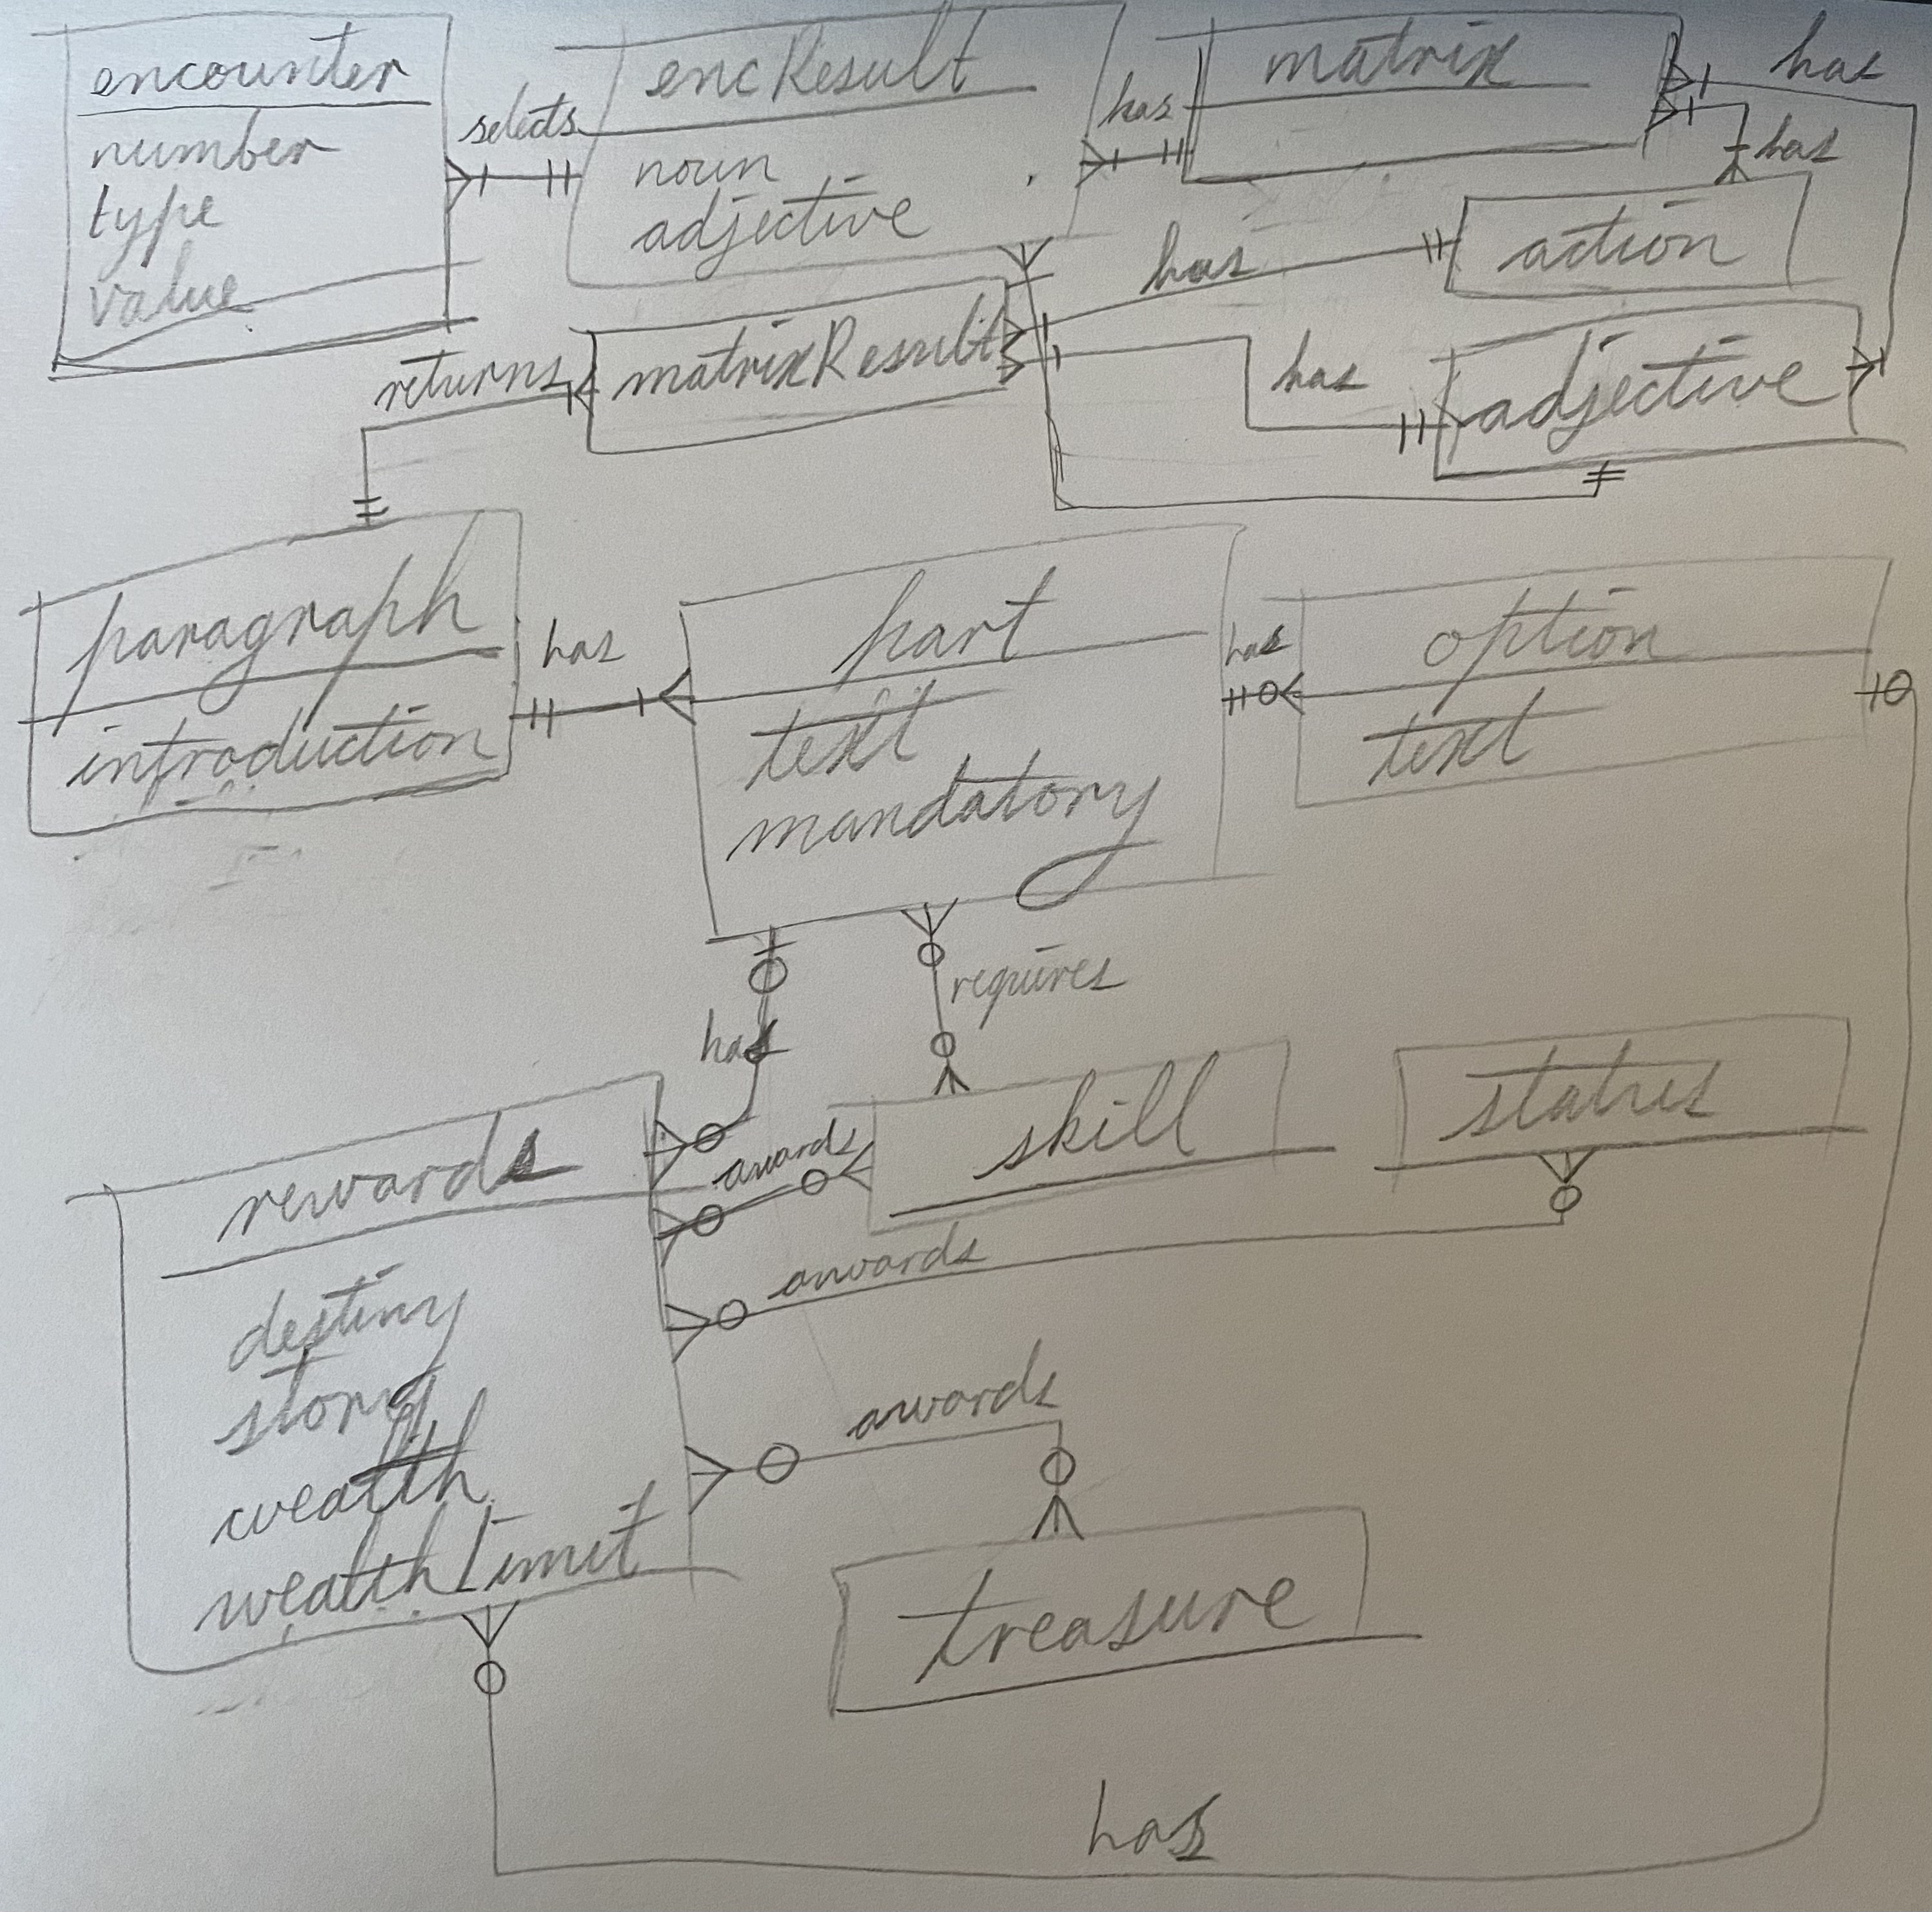 encounter
number
type
value
selects
encResult
noun
adjective
has
matrix
has
has
action
has
matrixResult
returns
has
adjective
paragraph
introduction
has
part
text
mandatory
has
option
text
has
requires
rewards
destiny
story
wealth
wealthLimit
awards
skill
status
awards
awards
treasure
has